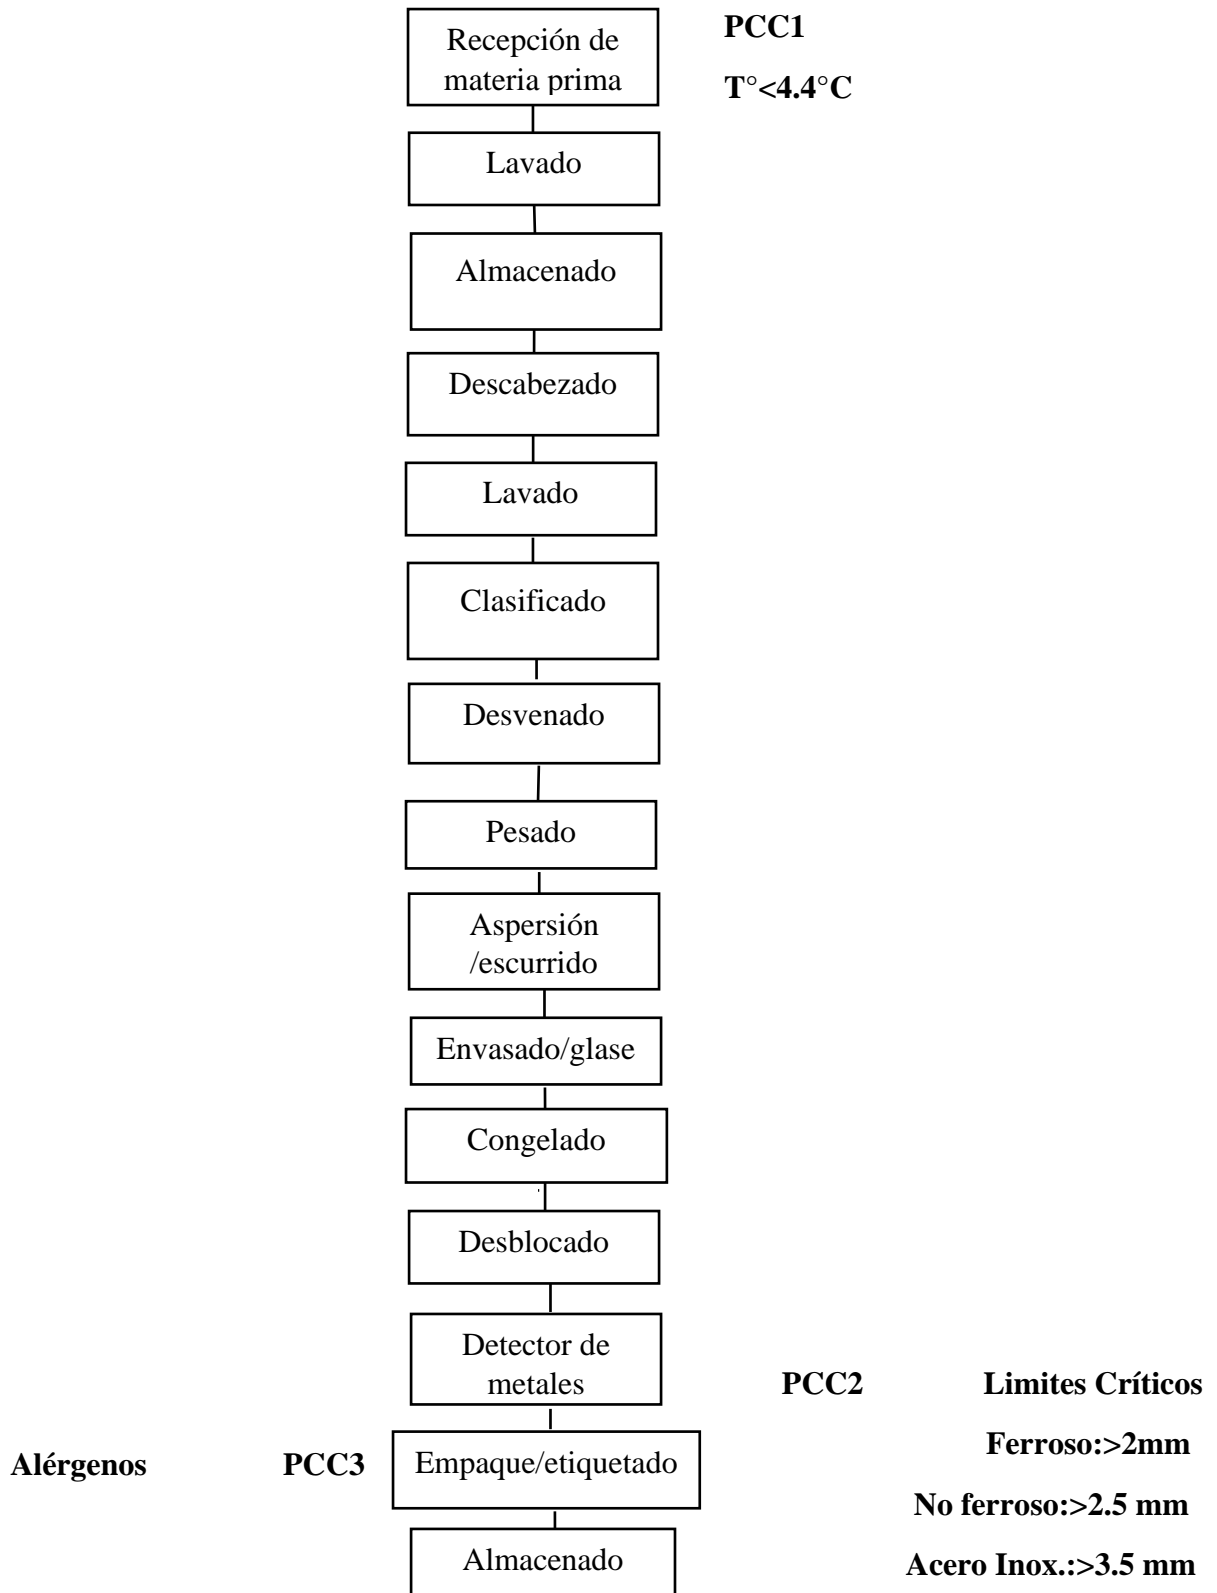 Recepción de
materia prima
PCC1
T°<4.4°C
Lavado
Almacenado
Descabezado
Lavado
Clasificado
Desvenado
Pesado
Aspersión
/escurrido
Envasado/glase
Congelado
Desblocado
Detector de
metales
PCC2
Limites Críticos
Ferroso:>2mm
No ferroso:>2.5 mm
Acero Inox.:>3.5 mm
Alérgenos
PCC3
Empaque/etiquetado
Almacenado